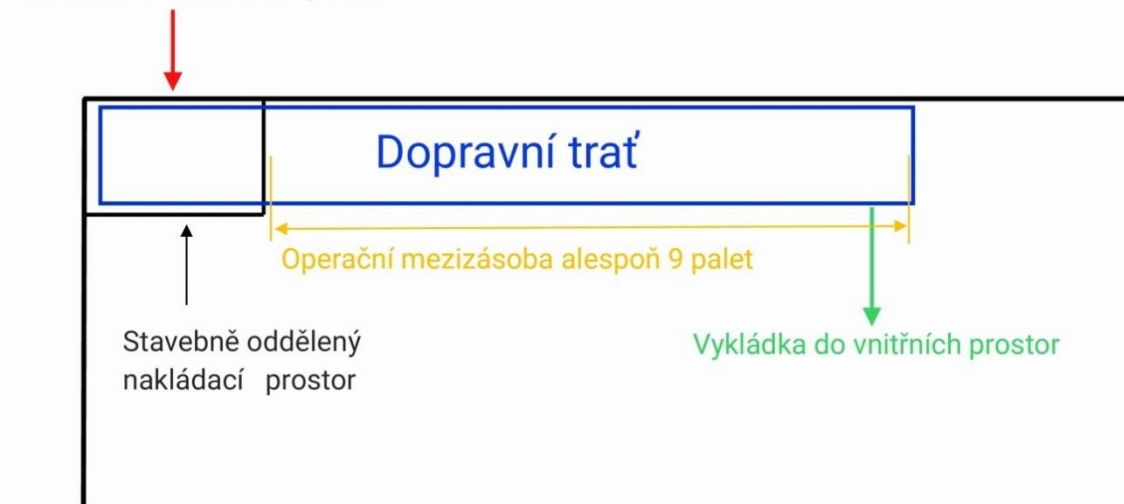 Dopravní trať
Operační mezizásoba alespoň 9 palet
Stavebně oddělený
nakládací prostor
Vykládka do vnitřních prostor